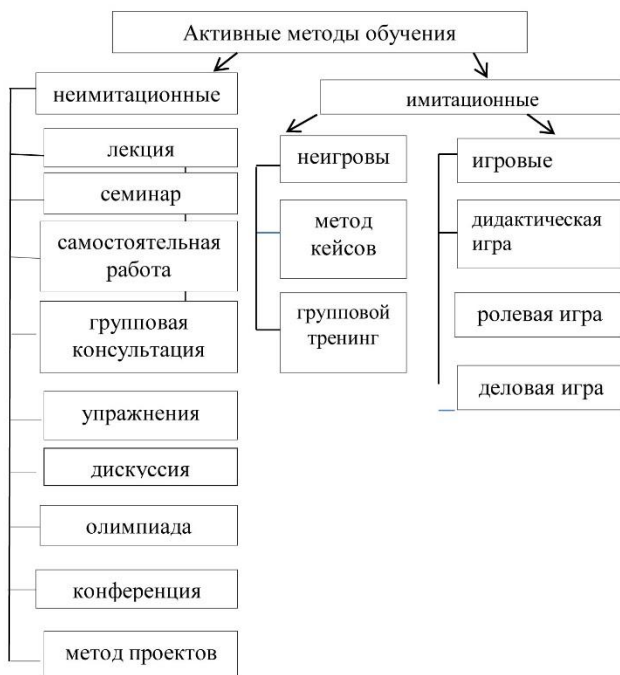 Активные методы обучения
неимитационные
имитационные
лекция
семинар
самостоятельная
работа
групповая
консультация
упражнения
дискуссия
олимпиада
конференция
метод проектов
неигровы
метод
кейсов
групповой
тренинг
игровые
дидактическая
игра
ролевая игра
деловая игра